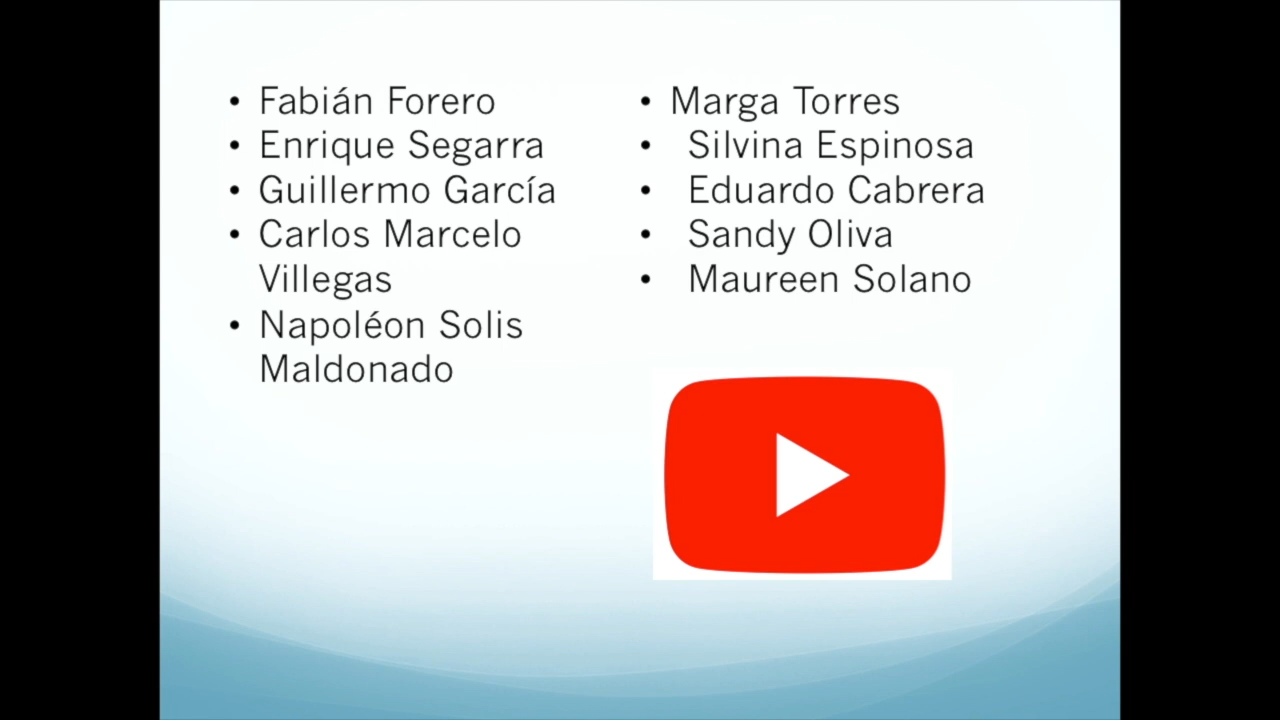 • Fabián Forero
• Enrique Segarra
• Guillermo García
• Carlos Marcelo
Villegas
• Napoléon Solis
Maldonado
• Marga Torres
• Silvina Espinosa
• Eduardo Cabrera
• Sandy Oliva
• Maureen Solano